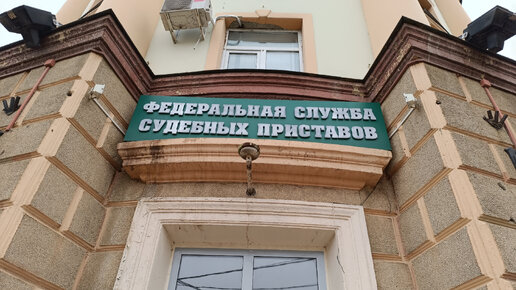 ФЕДЕРАЛЬНАЯ СЛУЖБА
СУДЕБНЫХ ПРИСТАВОВ